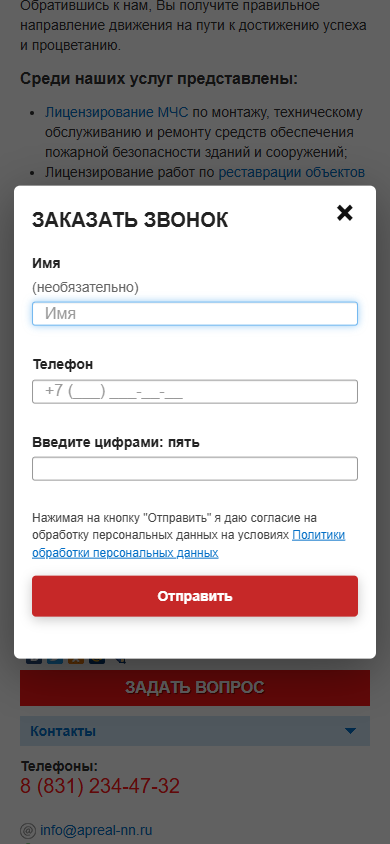 Обратившись к нам, Вы получите правильное
направление движения на пути к достижению успеха
и процветанию.
Среди наших услуг представлены:
• Лицензирование МЧС по монтажу, техническому
обслуживанию и ремонту средств обеспечения
пожарной безопасности зданий и сооружений;
• Лицензирование работ по реставрации объектов
ЗАКАЗАТЬ ЗВОНОК
Имя
(необязательно)
Имя
Телефон
+7 (___) ___-__-__
Введите цифрами: пять
Нажимая на кнопку "Отправить" я даю согласие на
обработку персональных данных на условиях Политики
обработки персональных данных
Отправить
ЗАДАТЬ ВОПРОС
Контакты
Телефоны:
8 (831) 234-47-32
info@apreal-nn.ru